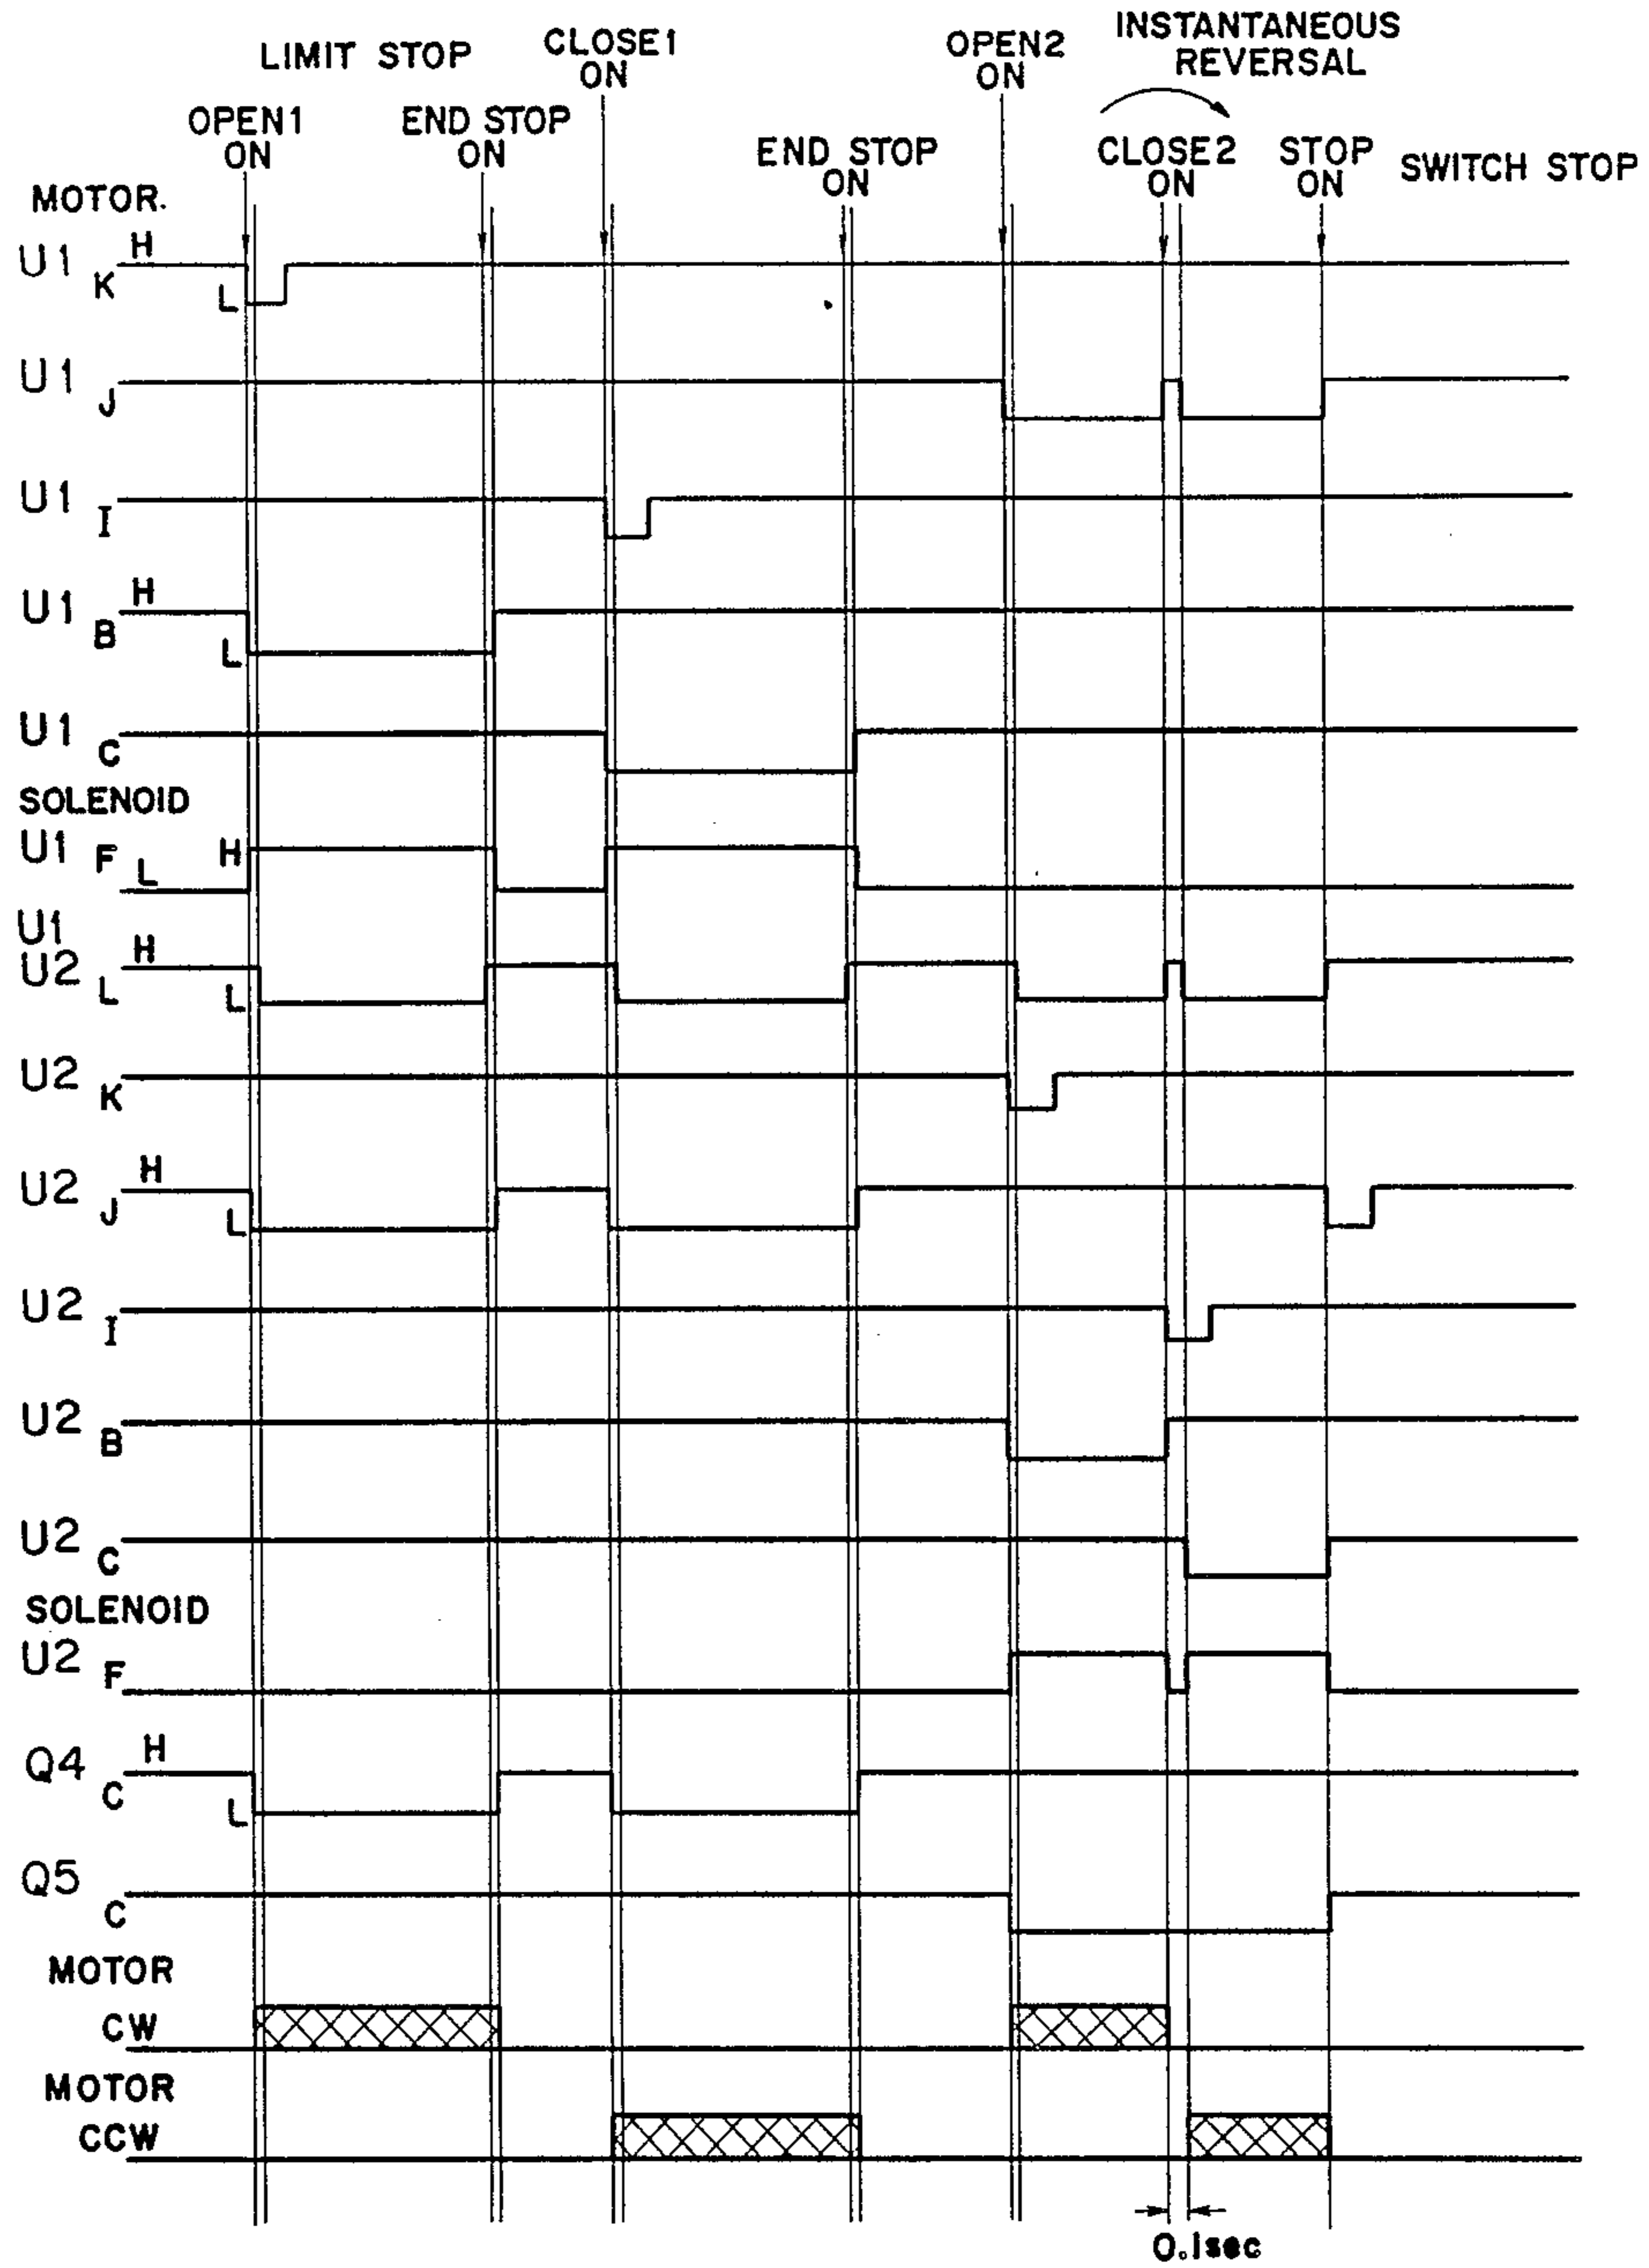 LIMIT STOP
CLOSE1
ON
OPEN2
ON
INSTANTANEOUS
REVERSAL
OPEN1
ON
END STOP
ON
END STOP
ON
CLOSE2
ON
STOP
ON
SWITCH STOP
MOTOR.
U1 K H
L
U1 J
U1 I
U1 B H
L
U1 C
SOLENOID
U1 F L H
U1
U2 L H
L
U2 K
U2 J H
L
U2 I
U2 B
U2 C
SOLENOID
U2 F
Q4 C H
L
Q5 C
MOTOR
CW
MOTOR
CCW
0.1sec